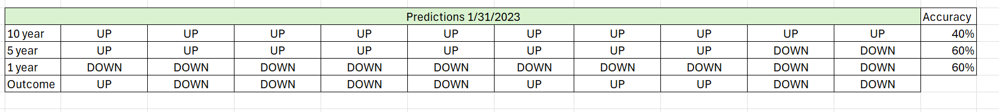 Predictions 1/31/2023 Accuracy
10 year UP UP UP UP UP UP UP UP UP UP 40%
5 year UP UP UP UP UP UP UP UP DOWN DOWN 60%
1 year DOWN DOWN DOWN DOWN DOWN DOWN DOWN DOWN DOWN DOWN 60%
Outcome UP DOWN DOWN DOWN DOWN UP UP UP DOWN DOWN